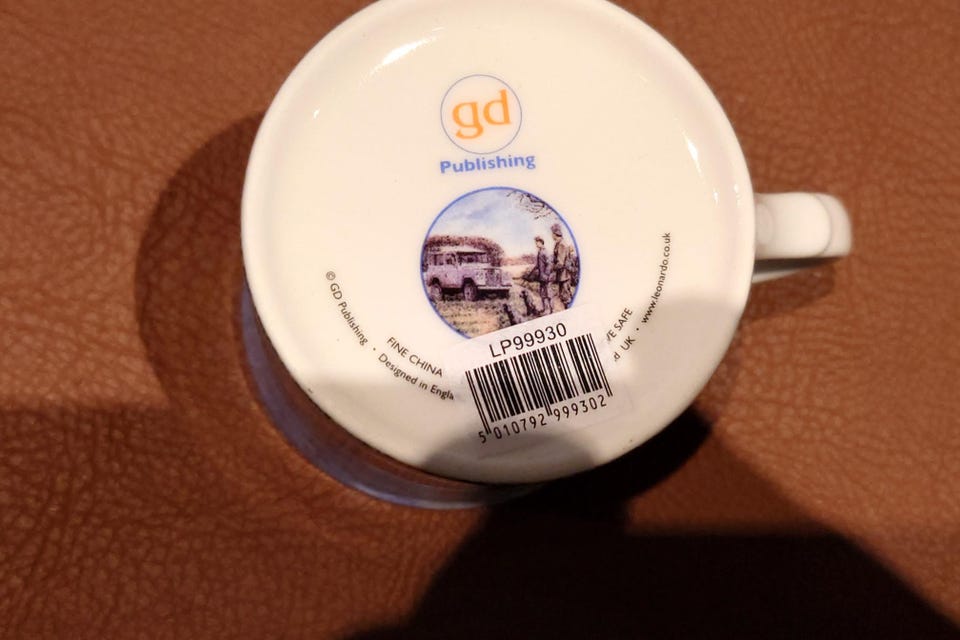 gd
Publishing
© GD Publishing · Designed in Engla
FINE CHINA
VE SAFE
UK · www.leonardo.co.uk
LP99930
5 010792 999302